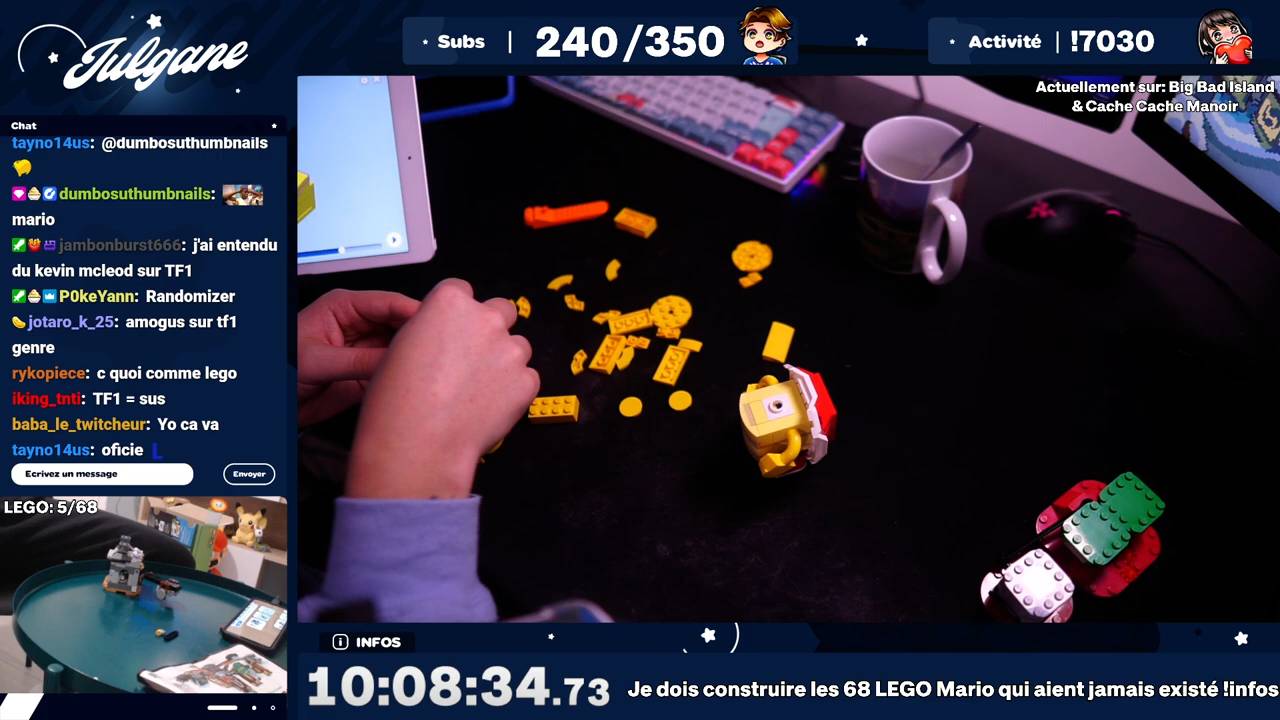 Julgane
Subs | 240/350
Activité | !7030
Actuellement sur: Big Bad Island
& Cache Cache Manoir
Chat
tayno14us: @dumbosuthumbnails
dumbosuthumbnails:
mario
jambonburst666: j'ai entendu
du kevin mcleod sur TF1
P0keYann: Randomizer
jotaro_k_25: amogus sur tf1
genre
rykopiece: c quoi comme lego
iking_tnti: TF1 = sus
baba_le_twitcheur: Yo ca va
tayno14us: oficie L
Ecrivez un message
Envoyer
LEGO: 5/68
i INFOS
10:08:34.73
Je dois construire les 68 LEGO Mario qui aient jamais existé !infos